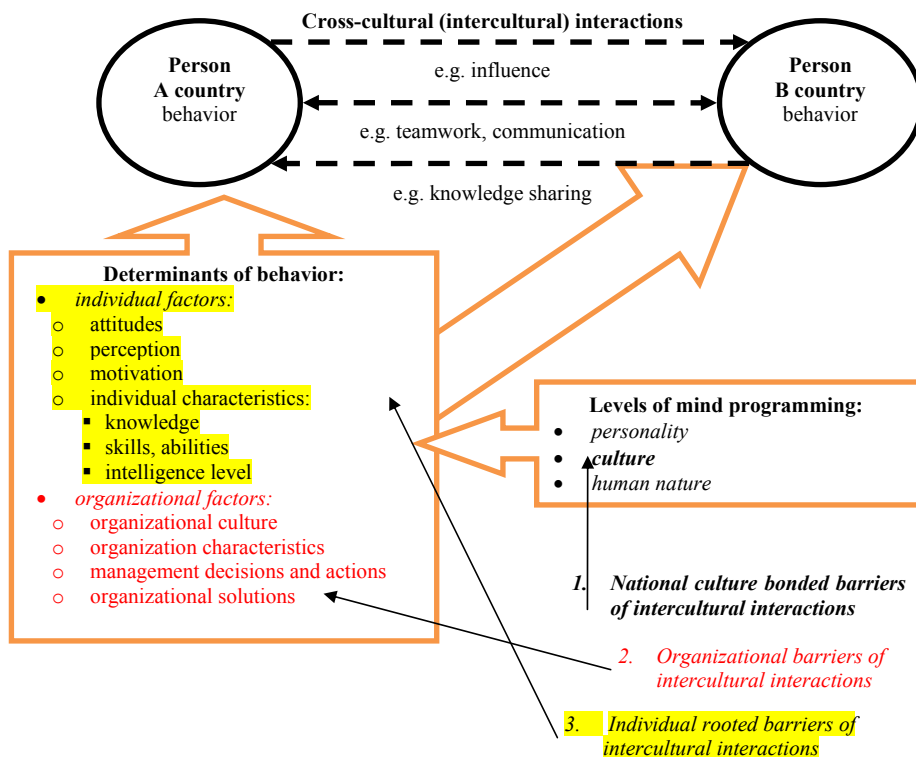 Cross-cultural (intercultural) interactions
Person
A country
behavior
e.g. influence
e.g. teamwork, communication
e.g. knowledge sharing
Person
B country
behavior
Determinants of behavior:
• individual factors:
o attitudes
o perception
o motivation
o individual characteristics:
▪ knowledge
▪ skills, abilities
▪ intelligence level
• organizational factors:
o organizational culture
o organization characteristics
o management decisions and actions
o organizational solutions
Levels of mind programming:
• personality
• culture
• human nature
1. National culture bonded barriers
of intercultural interactions
2. Organizational barriers of
intercultural interactions
3. Individual rooted barriers of
intercultural interactions